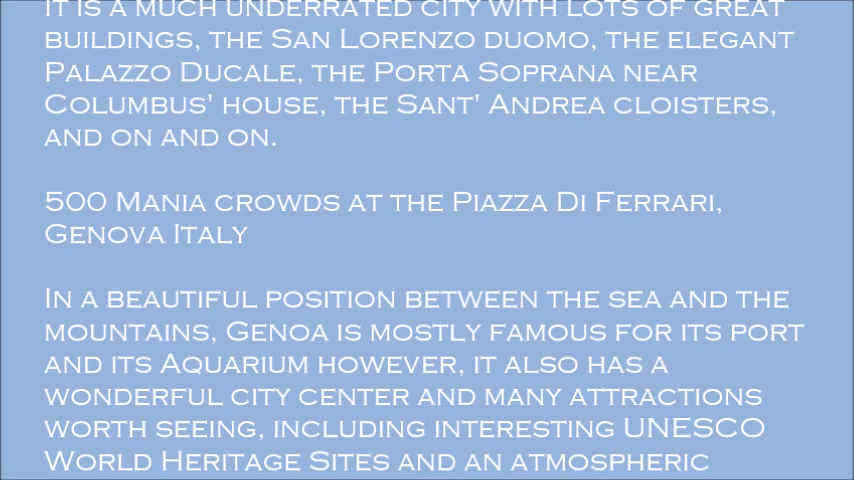 IT IS A MUCH UNDERRATED CITY WITH LOTS OF GREAT
BUILDINGS, THE SAN LORENZO DUOMO, THE ELEGANT
PALAZZO DUCALE, THE PORTA SOPRANA NEAR
COLUMBUS' HOUSE, THE SANT' ANDREA CLOISTERS,
AND ON AND ON.
500 MANIA CROWDS AT THE PIAZZA DI FERRARI,
GENOVA ITALY
IN A BEAUTIFUL POSITION BETWEEN THE SEA AND THE
MOUNTAINS, GENOA IS MOSTLY FAMOUS FOR ITS PORT
AND ITS AQUARIUM HOWEVER, IT ALSO HAS A
WONDERFUL CITY CENTER AND MANY ATTRACTIONS
WORTH SEEING, INCLUDING INTERESTING UNESCO
WORLD HERITAGE SITES AND AN ATMOSPHERIC